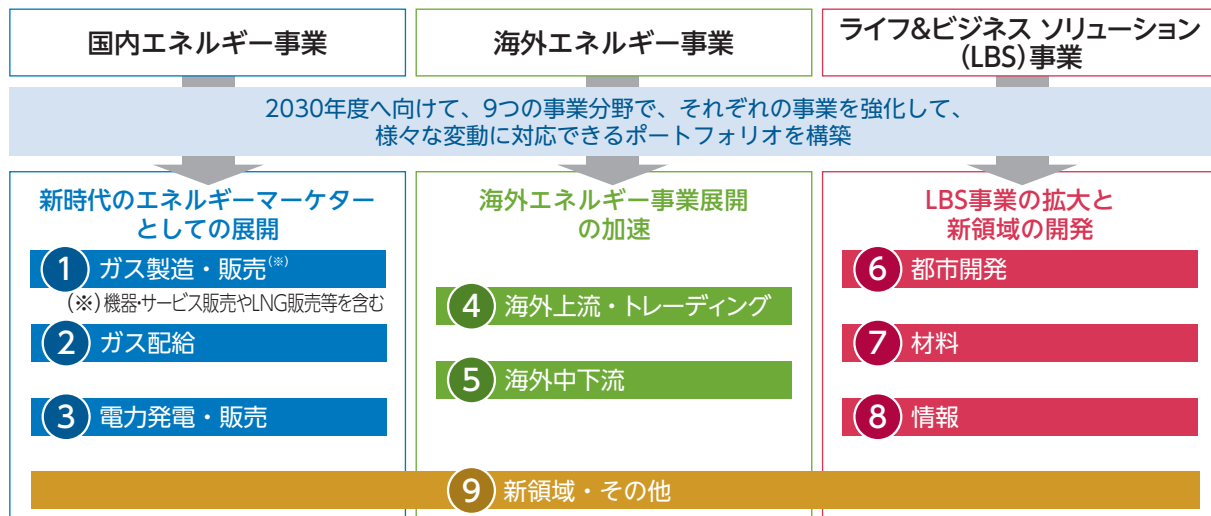 国内エネルギー事業
海外エネルギー事業
ライフ&ビジネス ソリューション
(LBS)事業
2030年度へ向けて、9つの事業分野で、それぞれの事業を強化して、
様々な変動に対応できるポートフォリオを構築
新時代のエネルギーマーケター
としての展開
1 ガス製造・販売(※)
(※)機器・サービス販売やLNG販売等を含む
2 ガス配給
3 電力発電・販売
海外エネルギー事業展開
の加速
4 海外上流・トレーディング
5 海外中下流
LBS事業の拡大と
新領域の開発
6 都市開発
7 材料
8 情報
9 新領域・その他